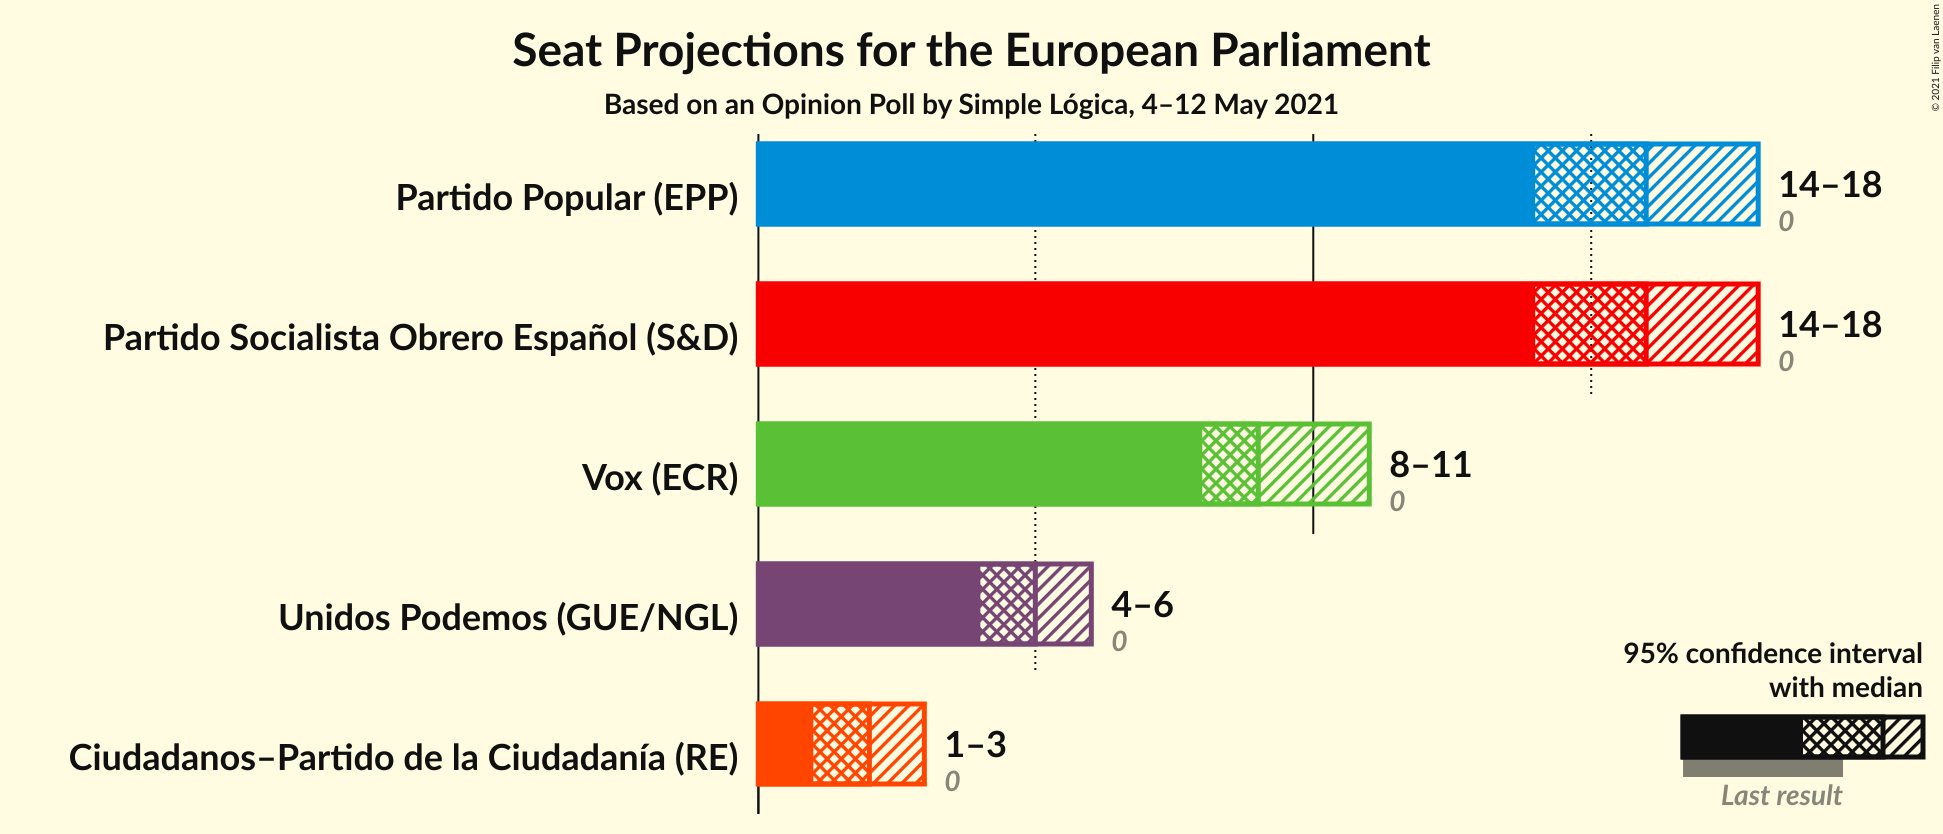 Seat Projections for the European Parliament
Based on an Opinion Poll by Simple Lógica, 4–12 May 2021
© 2021 Filip van Laenen
Partido Popular (EPP)
14–18
0
Partido Socialista Obrero Español (S&D)
14–18
0
Vox (ECR)
8–11
0
Unidos Podemos (GUE/NGL)
4–6
0
Ciudadanos–Partido de la Ciudadanía (RE)
1–3
0
95% confidence interval
with median
Last result